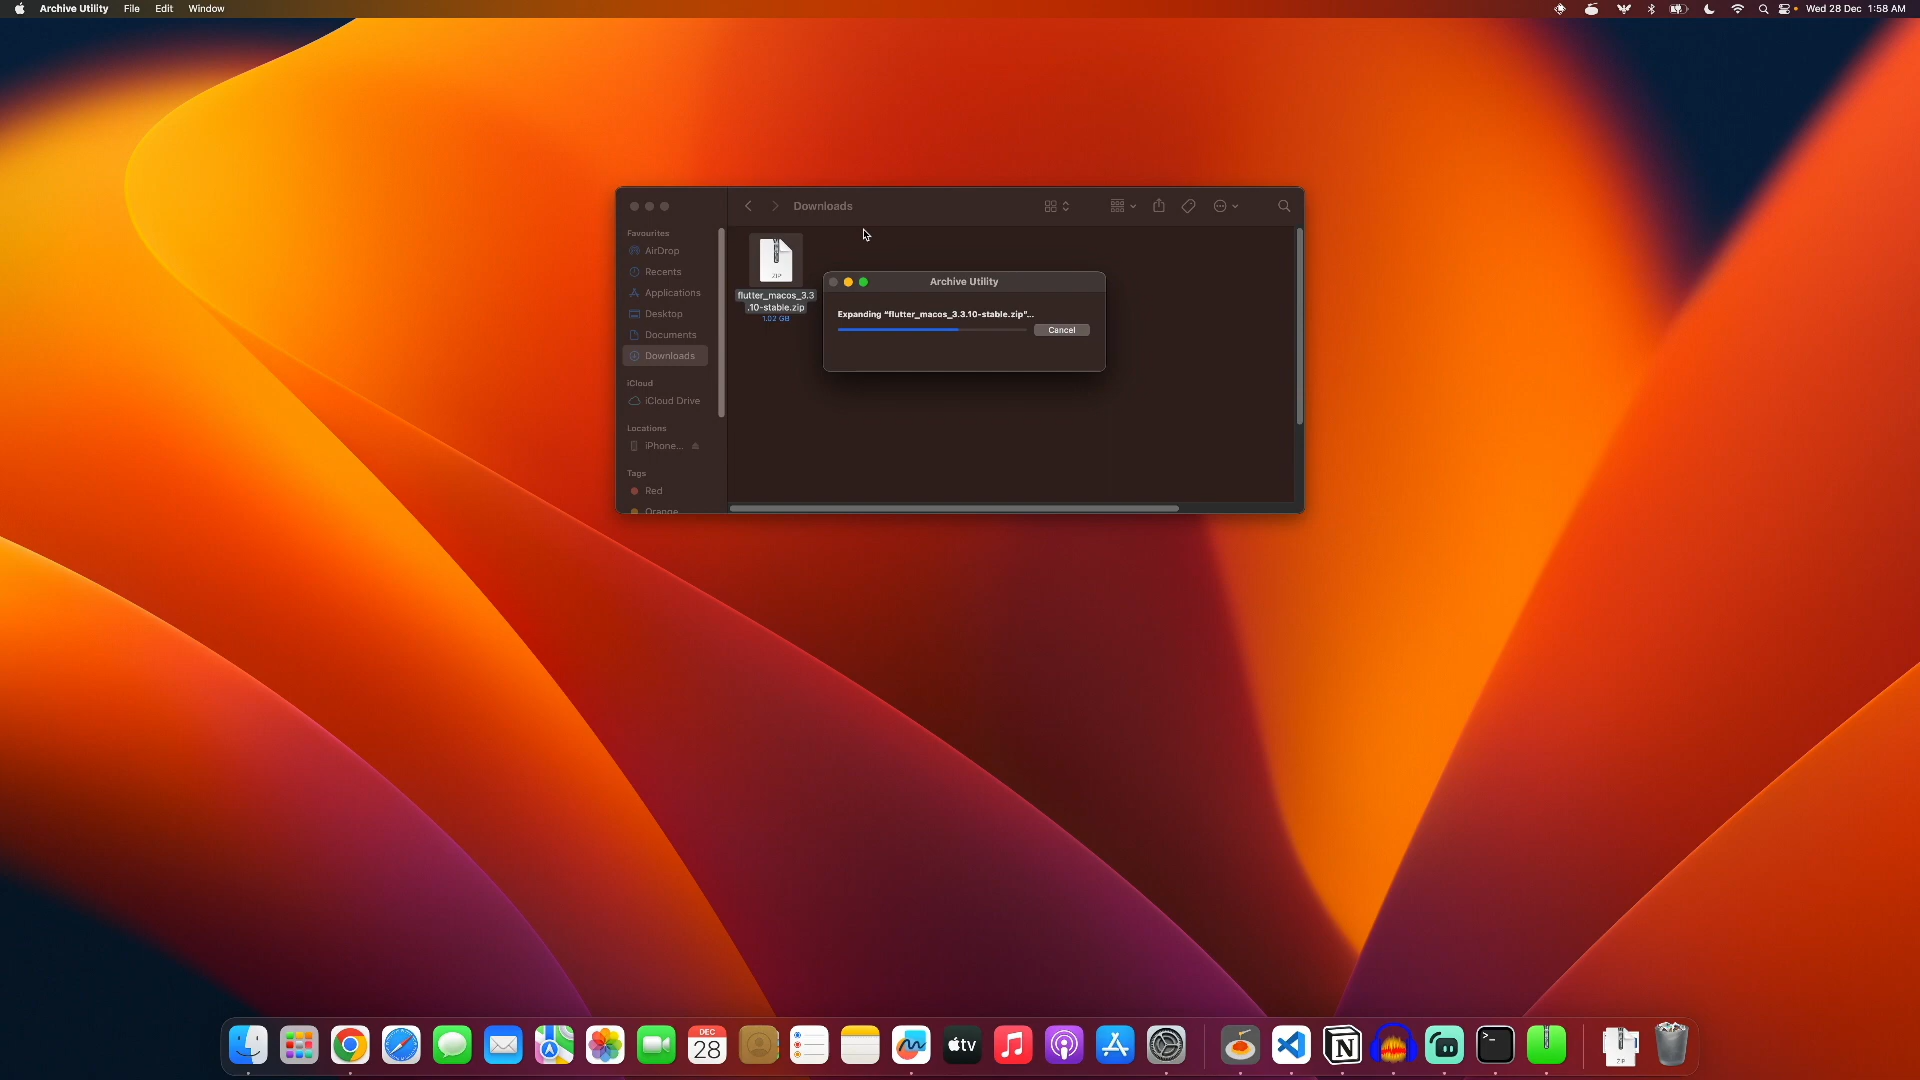 Archive Utility File Edit Window
Wed 28 Dec 1:58 AM
Downloads
Favourites
AirDrop
Recents
Applications
Desktop
Documents
Downloads
iCloud
iCloud Drive
Locations
iPhone...
Tags
Red
Orange
ZIP
flutter_macos_3.3
.10-stable.zip
1.02 GB
Archive Utility
Expanding “flutter_macos_3.3.10-stable.zip”...
Cancel
DEC
28
tv
ZIP